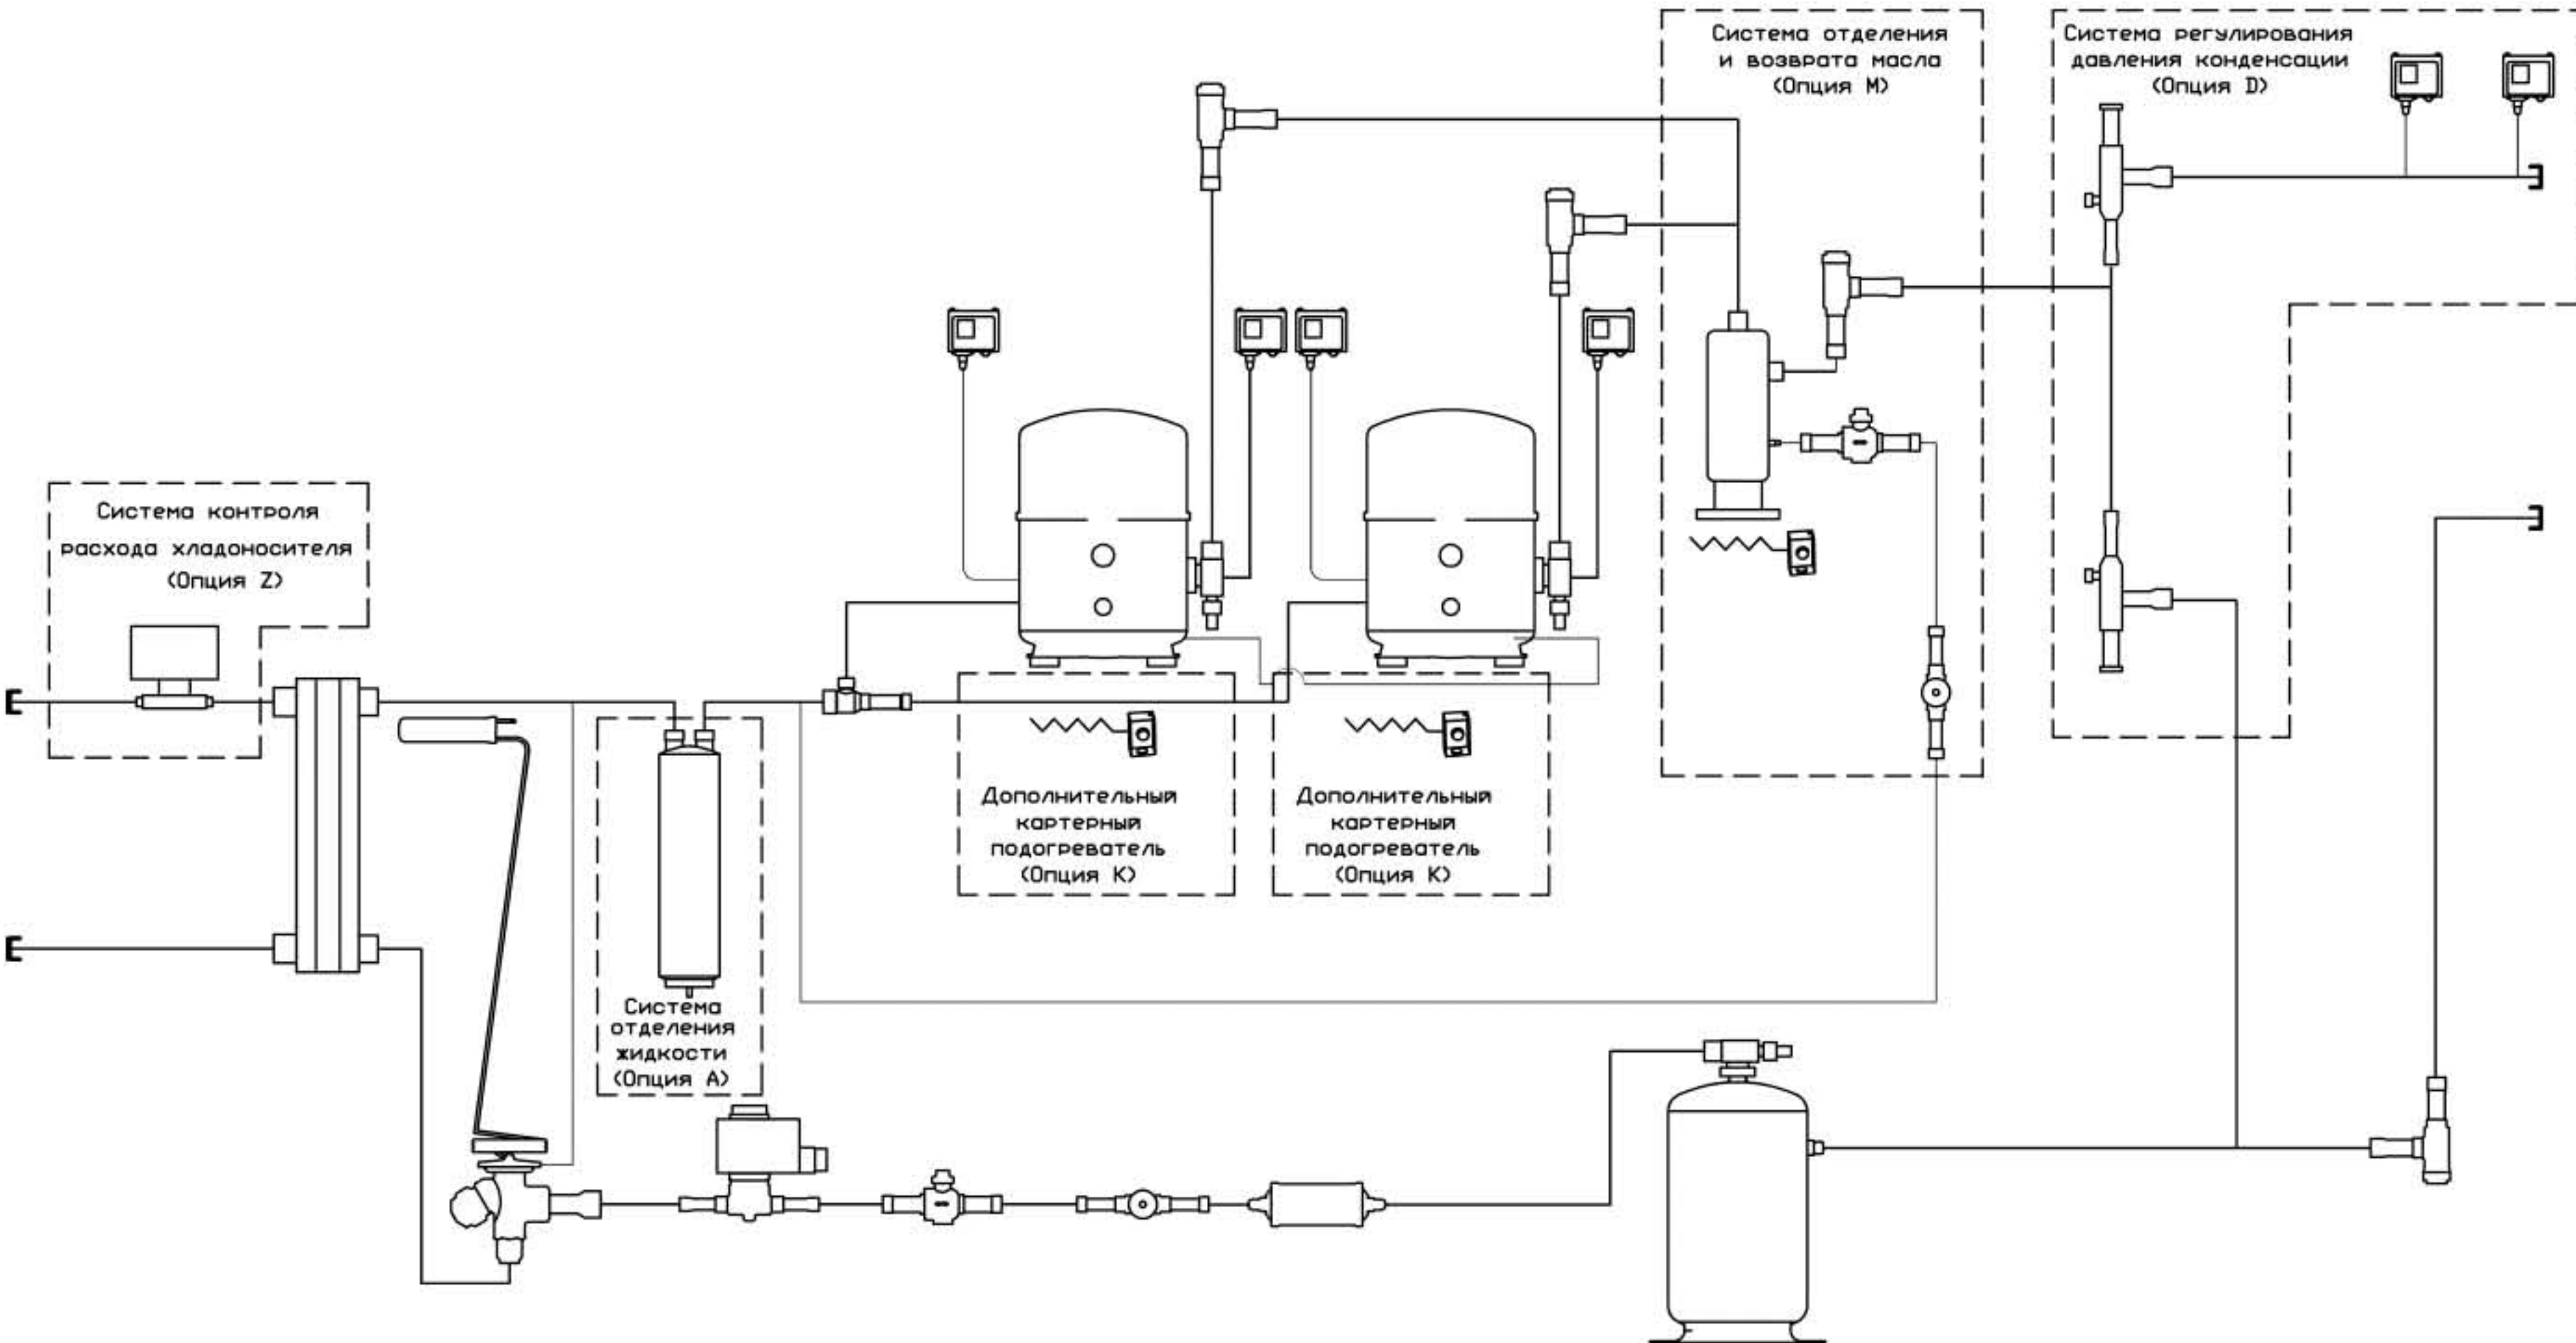 Система отделения
и возврата масла
(Опция М)
Система регулирования
давления конденсации
(Опция D)
Система контроля
расхода хладоносителя
(Опция Z)
Дополнительный
картерный
подогреватель
(Опция К)
Дополнительный
картерный
подогреватель
(Опция К)
Система
отделения
жидкости
(Опция А)